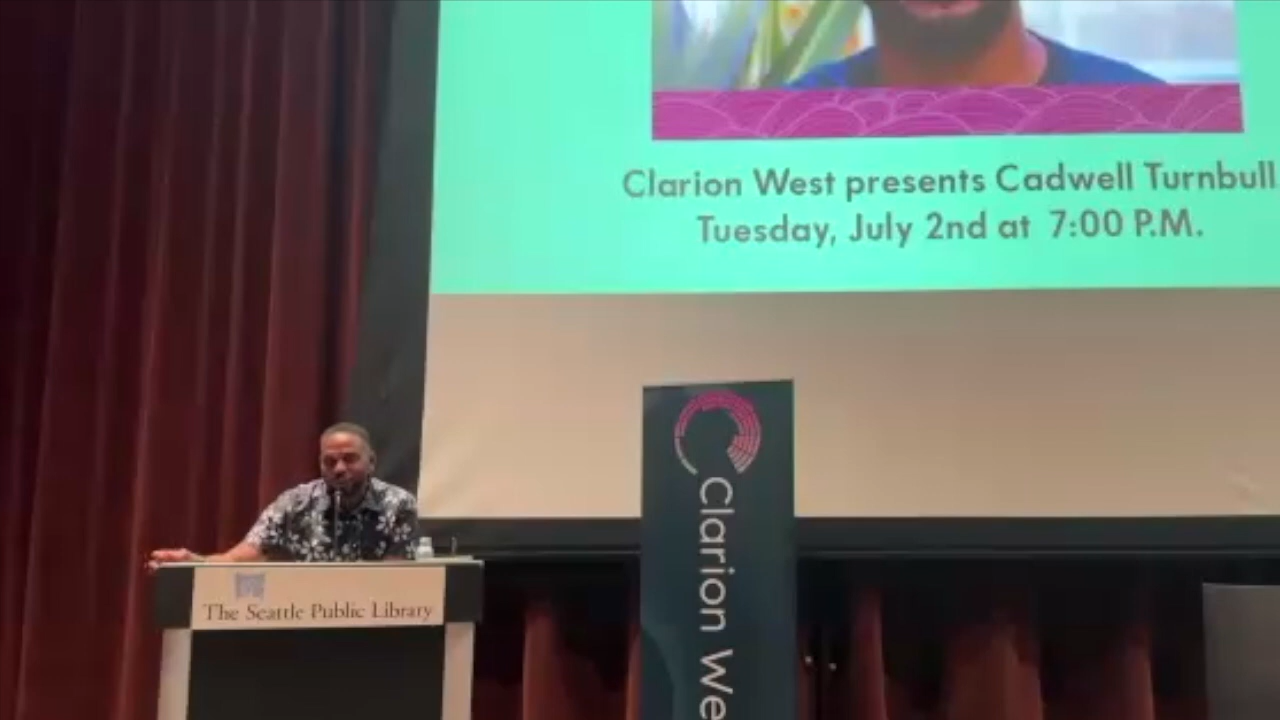 Clarion West presents Cadwell Turnbull
Tuesday, July 2nd at 7:00 P.M.
The Seattle Public Library
Clarion We